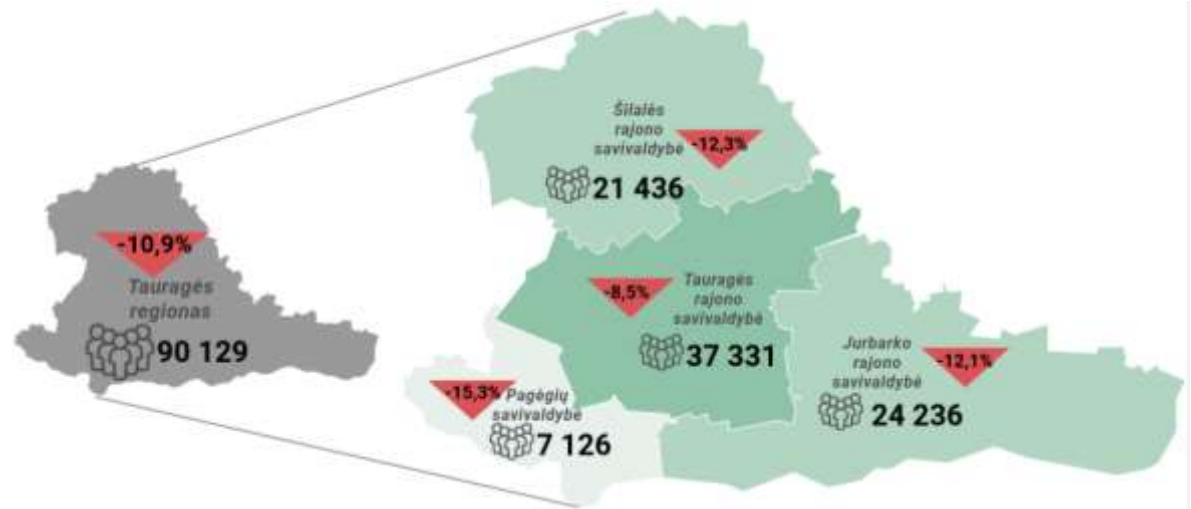 -10,9%
Tauragės
regionas
90 129
Šilalės
rajono
savivaldybė
-12,3%
21 436
-8,5%
Tauragės
rajono
savivaldybė
37 331
Jurbarko
rajono
savivaldybė
-12,1%
24 236
-15,3%
Pagėgių
savivaldybė
7 126